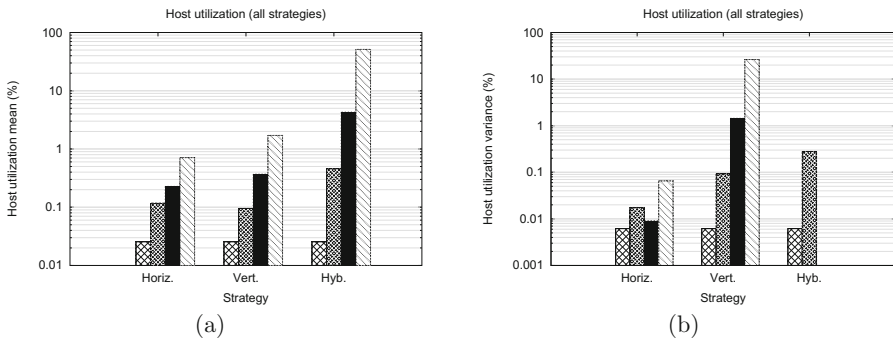 Host utilization (all strategies)
100
10
1
0.1
0.01
Host utilization mean (%)
Horiz.
Vert.
Hyb.
Strategy
(a)
Host utilization (all strategies)
100
10
1
0.1
0.01
0.001
Host utilization variance (%)
Horiz.
Vert.
Hyb.
Strategy
(b)